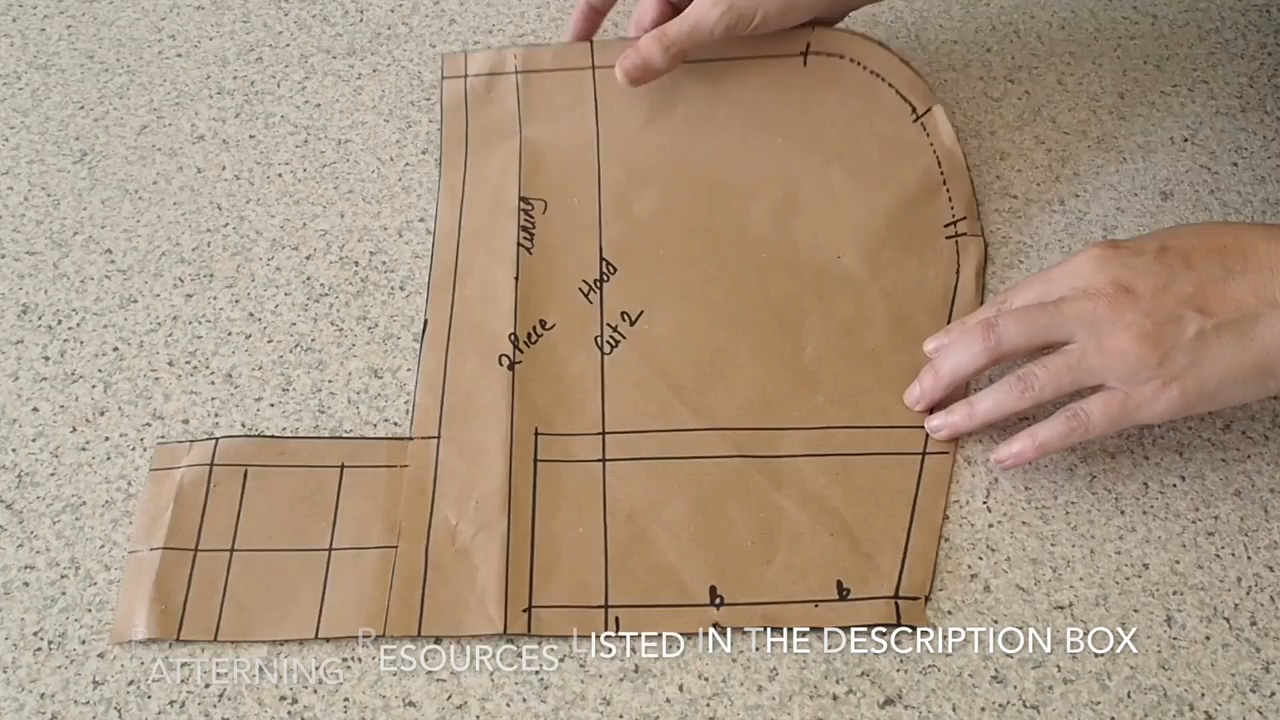 Lining
2 Piece
Hood
Cut 2
B B
PATTERNING RESOURCES LISTED IN THE DESCRIPTION BOX